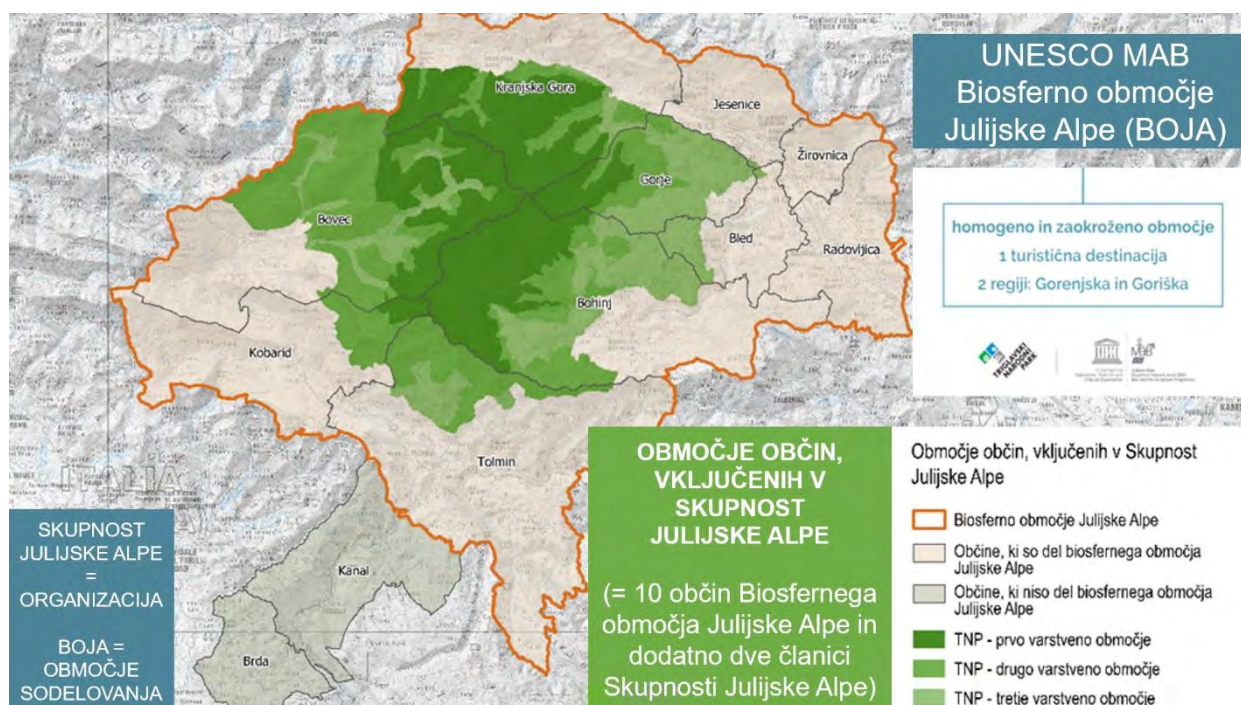 UNESCO MAB
Biosferno območje
Julijske Alpe (BOJA)
homogeno in zaokroženo območje
1 turistična destinacija
2 regiji: Gorenjska in Goriška
TRIGLAVSKI
NARODNI
PARK
MAB
Kranjska Gora
Jesenice
Žirovnica
Gorje
Bovec
Bled
Radovljica
Bohinj
Kobarid
Tolmin
ITALIA
Kanal
Brda
SKUPNOST
JULIJSKE ALPE
=
ORGANIZACIJA
BOJA =
OBMOČJE
SODELOVANJA
OBMOČJE OBČIN,
VKLJUČENIH V
SKUPNOST
JULIJSKE ALPE
(= 10 občin Biosfernega
območja Julijske Alpe in
dodatno dve članici
Skupnosti Julijske Alpe)
Območje občin, vključenih v Skupnost
Julijske Alpe
Biosferno območje Julijske Alpe
Občine, ki so del biosfernega območja
Julijske Alpe
Občine, ki niso del biosfernega območja
Julijske Alpe
TNP - prvo varstveno območje
TNP - drugo varstveno območje
TNP - tretje varstveno območje